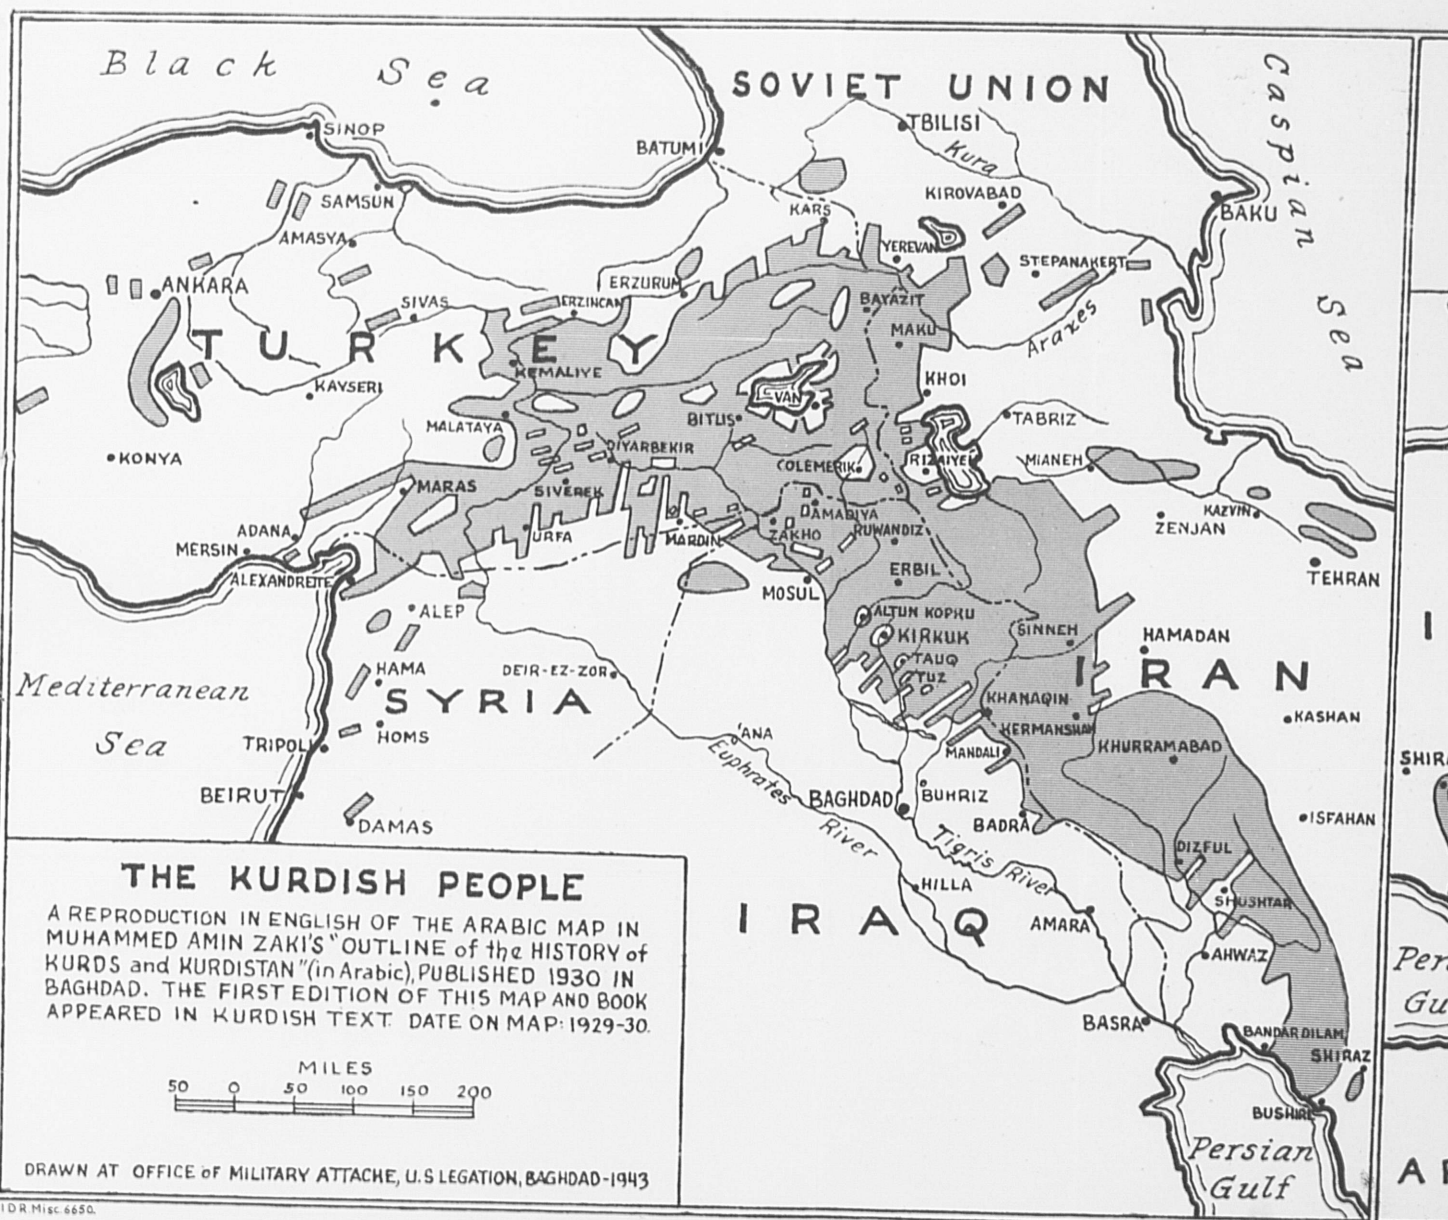 Black Sea
SOVIET UNION
Caspian Sea
SINOP
BATUMI
TBILISI
Kura
SAMSUN
KARS
KIROVABAD
BAKU
AMASYA
YEREVAN
STEPANAKERT
ANKARA
ERZURUM
SIVAS
ERZINCAN
BAYAZIT
TURKEY
MAKU
Araxes
KEMALIYE
KAYSERI
KHOI
VAN
MALATAYA
BITLIS
TABRIZ
KONYA
DIYARBEKIR
COLEMERIK
RIZAIYEH
MIANEH
MARAS
SIVEREK
AMADIYA
KAZVIN
ADANA
URFA
MARDIN
ZAKHO
RUWANDIZ
ZENJAN
MERSIN
ALEXANDRETTE
ERBIL
TEHRAN
MOSUL
ALEP
ALTUN KOPRU
KIRKUK
SINNEH
HAMADAN
HAMA
DEIR-EZ-ZOR
TAUQ
TUZ
IRAN
Mediterranean
Sea
SYRIA
KHANAQIN
KERMANSHAH
KASHAN
HOMS
TRIPOLI
'ANA
MANDALI
KHURRAMABAD
SHIRA
Euphrates River
BEIRUT
BAGHDAD
BUHRIZ
DAMAS
BADRA
ISFAHAN
Tigris River
DIZFUL
HILLA
SHUSHTAR
IRAQ
AMARA
AHWAZ
BASRA
BANDAR DILAM
SHIRAZ
BUSHIRE
Persian
Gulf
I
Per
Gu
A
THE KURDISH PEOPLE
A REPRODUCTION IN ENGLISH OF THE ARABIC MAP IN
MUHAMMED AMIN ZAKI'S "OUTLINE of the HISTORY of
KURDS and KURDISTAN" (in Arabic), PUBLISHED 1930 IN
BAGHDAD. THE FIRST EDITION OF THIS MAP AND BOOK
APPEARED IN KURDISH TEXT. DATE ON MAP: 1929-30.
MILES
50 0 50 100 150 200
DRAWN AT OFFICE OF MILITARY ATTACHE, U.S LEGATION, BAGHDAD-1943
IDR.Misc.6650.